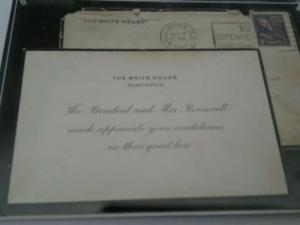 THE WHITE HOUSE
THE WHITE HOUSE
WASHINGTON
The President and Mrs. Roosevelt
much appreciate your condolences
in their great loss